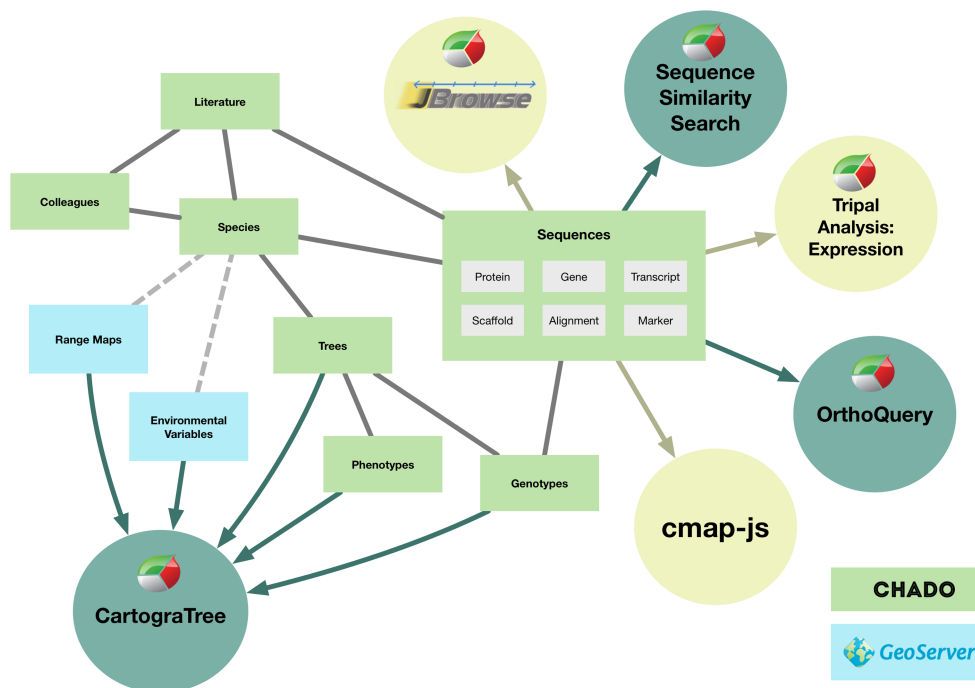 JBrowse
Sequence
Similarity
Search
Literature
Colleagues
Species
Tripal
Analysis:
Expression
Sequences
Protein
Gene
Transcript
Scaffold
Alignment
Marker
Range Maps
Trees
Environmental
Variables
Phenotypes
Genotypes
OrthoQuery
cmap-js
CartograTree
CHADO
GeoServer